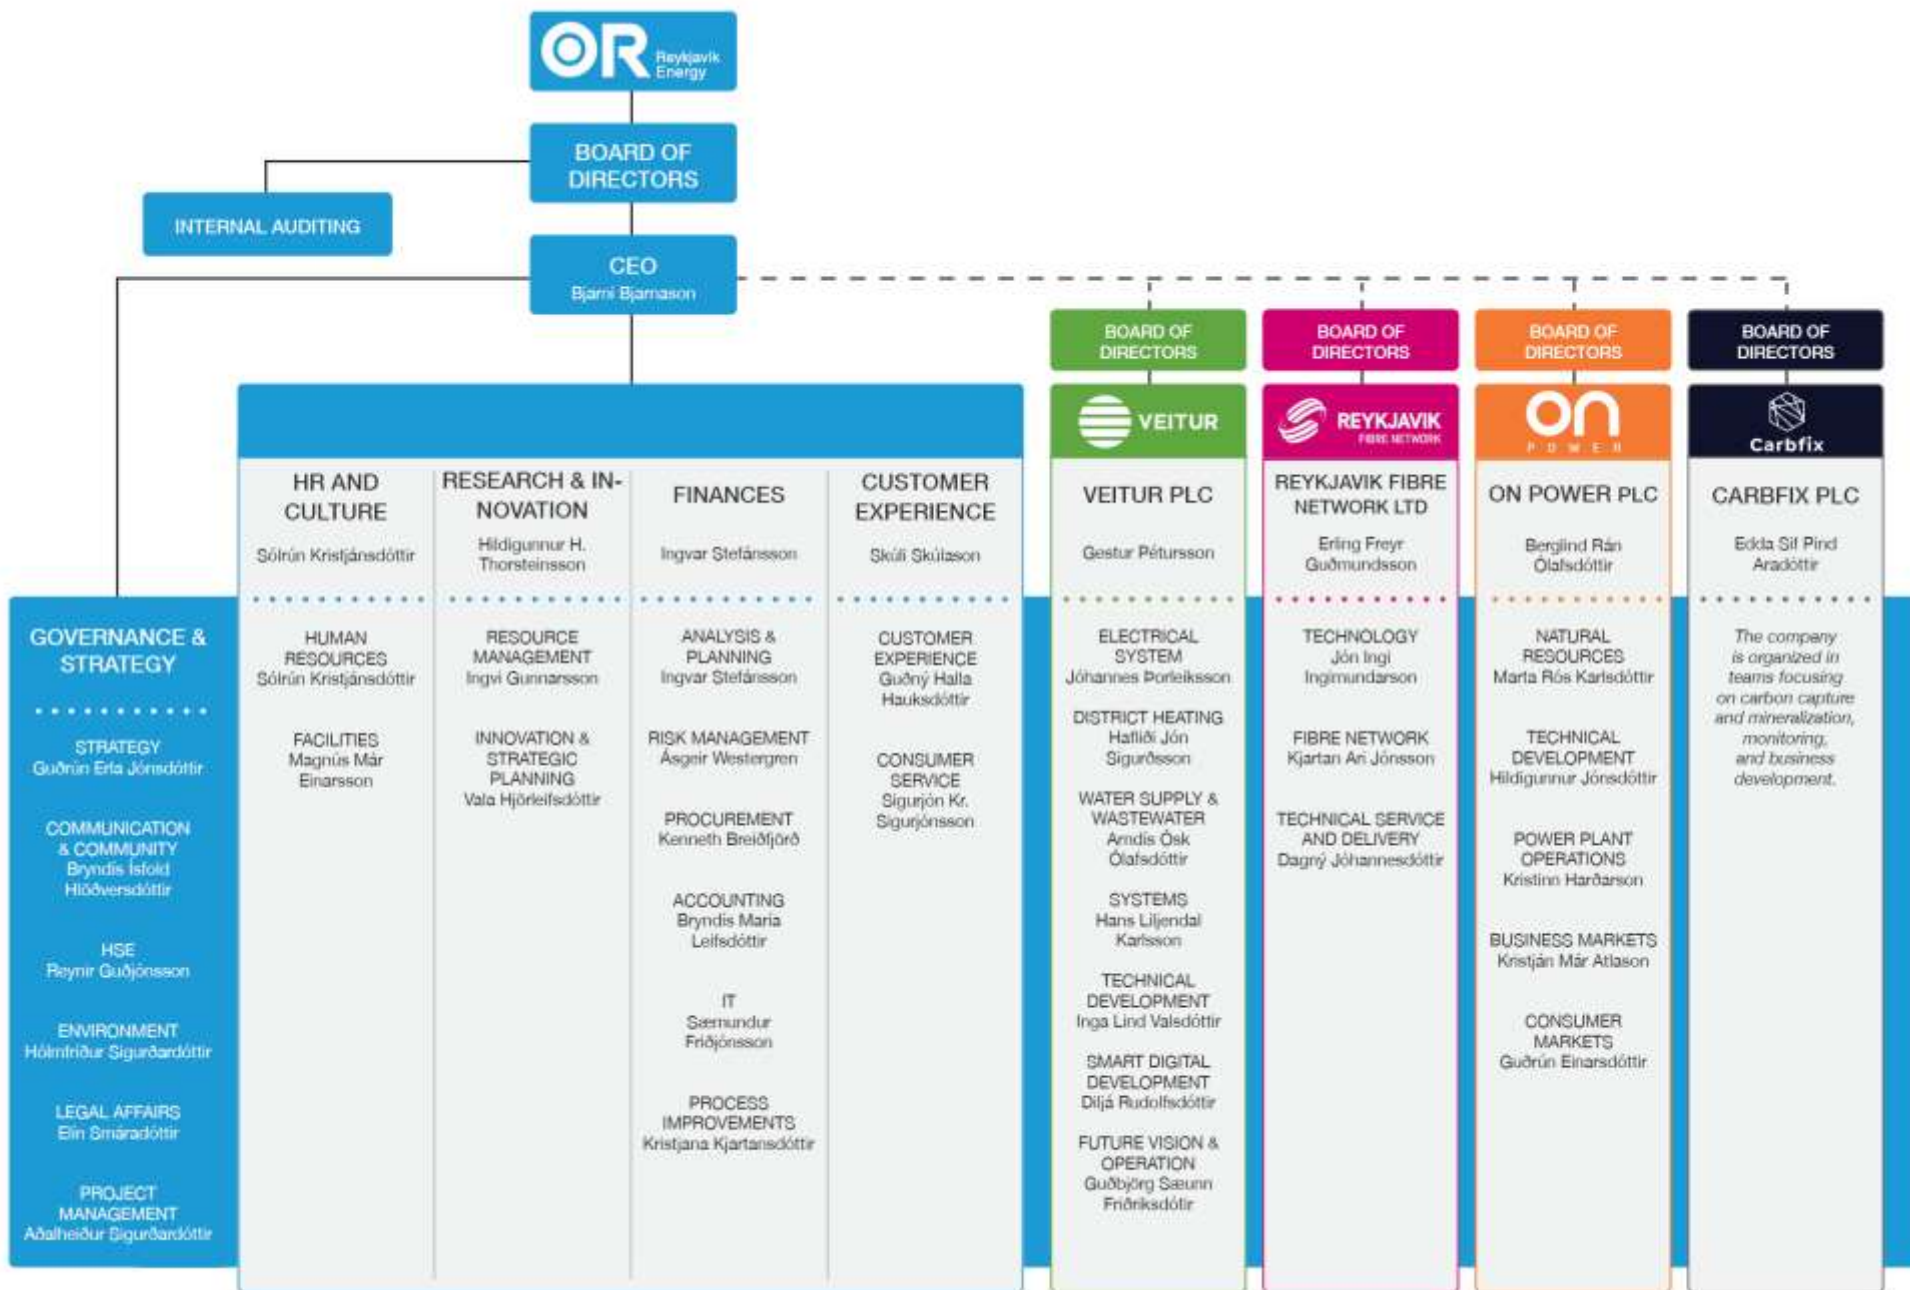 OR Reykjavik
Energy
BOARD OF
DIRECTORS
INTERNAL AUDITING
CEO
Bjarni Bjarnason
BOARD OF
DIRECTORS
BOARD OF
DIRECTORS
BOARD OF
DIRECTORS
BOARD OF
DIRECTORS
VEITUR
REYKJAVIK
FIBRE NETWORK
ON
POWER
Carbfix
HR AND
CULTURE
Sólrún Kristjánsdóttir
HUMAN
RESOURCES
Sólrún Kristjánsdóttir
FACILITIES
Magnús Már
Einarsson
RESEARCH & IN-
NOVATION
Hildigunnur H.
Thorsteinsson
RESOURCE
MANAGEMENT
Ingvi Gunnarsson
INNOVATION &
STRATEGIC
PLANNING
Vala Hjörleifsdóttir
FINANCES
Ingvar Stefánsson
ANALYSIS &
PLANNING
Ingvar Stefánsson
RISK MANAGEMENT
Ásgeir Westergren
PROCUREMENT
Kenneth Breiðfjörð
ACCOUNTING
Bryndís María
Leifsdóttir
IT
Sæmundur
Friðjónsson
PROCESS
IMPROVEMENTS
Kristjana Kjartansdóttir
CUSTOMER
EXPERIENCE
Skúli Skúlason
CUSTOMER
EXPERIENCE
Guðný Halla
Hauksdóttir
CONSUMER
SERVICE
Sigurjón Kr.
Sigurjónsson
VEITUR PLC
Gestur Pétursson
ELECTRICAL
SYSTEM
Jóhannes Þorleiksson
DISTRICT HEATING
Hafliði Jón
Sigurðsson
WATER SUPPLY &
WASTEWATER
Arndís Ósk
Ólafsdóttir
SYSTEMS
Hans Liljendal
Karlsson
TECHNICAL
DEVELOPMENT
Inga Lind Valsdóttir
SMART DIGITAL
DEVELOPMENT
Diljá Rudolfsdóttir
FUTURE VISION &
OPERATION
Guðbjörg Sæunn
Friðriksdótir
REYKJAVIK FIBRE
NETWORK LTD
Erling Freyr
Guðmundsson
TECHNOLOGY
Jón Ingi
Ingimundarson
FIBRE NETWORK
Kjartan Ari Jónsson
TECHNICAL SERVICE
AND DELIVERY
Dagný Jóhannesdóttir
ON POWER PLC
Berglind Rán
Ólafsdóttir
NATURAL
RESOURCES
Marta Rós Karlsdóttir
TECHNICAL
DEVELOPMENT
Hildigunnur Jónsdóttir
POWER PLANT
OPERATIONS
Kristinn Harðarson
BUSINESS MARKETS
Kristján Már Atlason
CONSUMER
MARKETS
Guðrún Einarsdóttir
CARBFIX PLC
Edda Sif Pind
Aradóttir
The company
is organized in
teams focusing
on carbon capture
and mineralization,
monitoring,
and business
development.
GOVERNANCE &
STRATEGY
STRATEGY
Guðrún Erla Jónsdóttir
COMMUNICATION
& COMMUNITY
Bryndís Ísfold
Hlöðversdóttir
HSE
Reynir Guðjónsson
ENVIRONMENT
Hólmfríður Sigurðardóttir
LEGAL AFFAIRS
Elín Smáradóttir
PROJECT
MANAGEMENT
Aðalheiður Sigurðardóttir